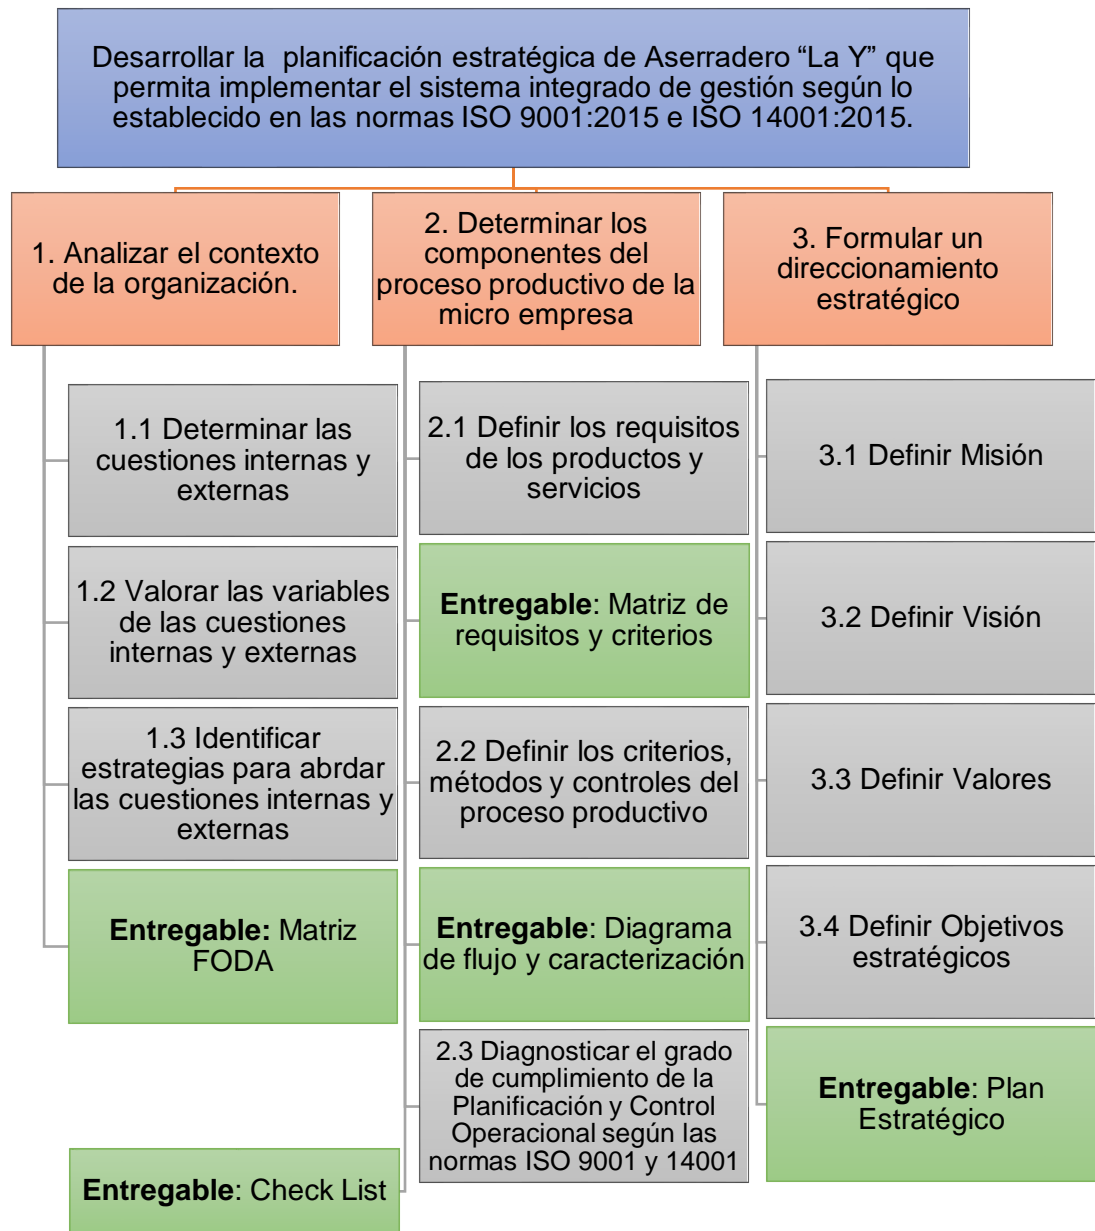 Desarrollar la planificación estratégica de Aserradero “La Y” que
permita implementar el sistema integrado de gestión según lo
establecido en las normas ISO 9001:2015 e ISO 14001:2015.
1. Analizar el contexto
de la organización.
1.1 Determinar las
cuestiones internas y
externas
1.2 Valorar las variables
de las cuestiones
internas y externas
1.3 Identificar
estrategias para abrdar
las cuestiones internas y
externas
Entregable: Matriz
FODA
2. Determinar los
componentes del
proceso productivo de la
micro empresa
2.1 Definir los requisitos
de los productos y
servicios
Entregable: Matriz de
requisitos y criterios
2.2 Definir los criterios,
métodos y controles del
proceso productivo
Entregable: Diagrama
de flujo y caracterización
2.3 Diagnosticar el grado
de cumplimiento de la
Planificación y Control
Operacional según las
normas ISO 9001 y 14001
Entregable: Check List
3. Formular un
direccionamiento
estratégico
3.1 Definir Misión
3.2 Definir Visión
3.3 Definir Valores
3.4 Definir Objetivos
estratégicos
Entregable: Plan
Estratégico